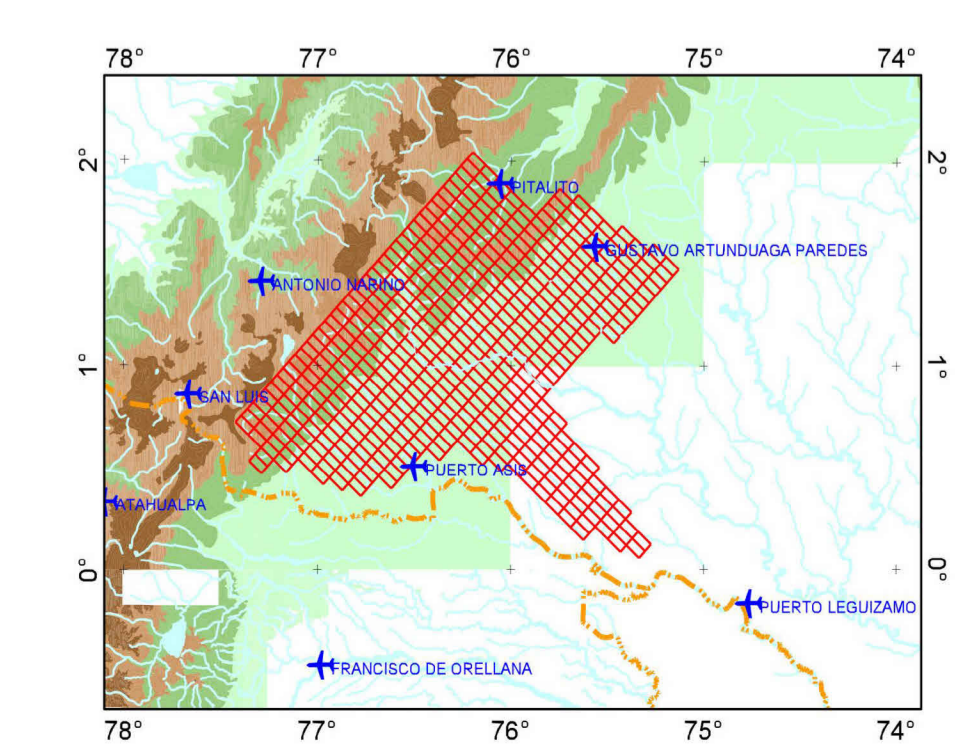 78° 77° 76° 75° 74°
2° 2°
PITALITO
GUSTAVO ARTUNDUAGA PAREDES
ANTONIO NARIÑO
1° 1°
SAN LUIS
PUERTO ASIS
ATAHUALPA
0° 0°
PUERTO LEGUIZAMO
FRANCISCO DE ORELLANA
78° 77° 76° 75° 74°